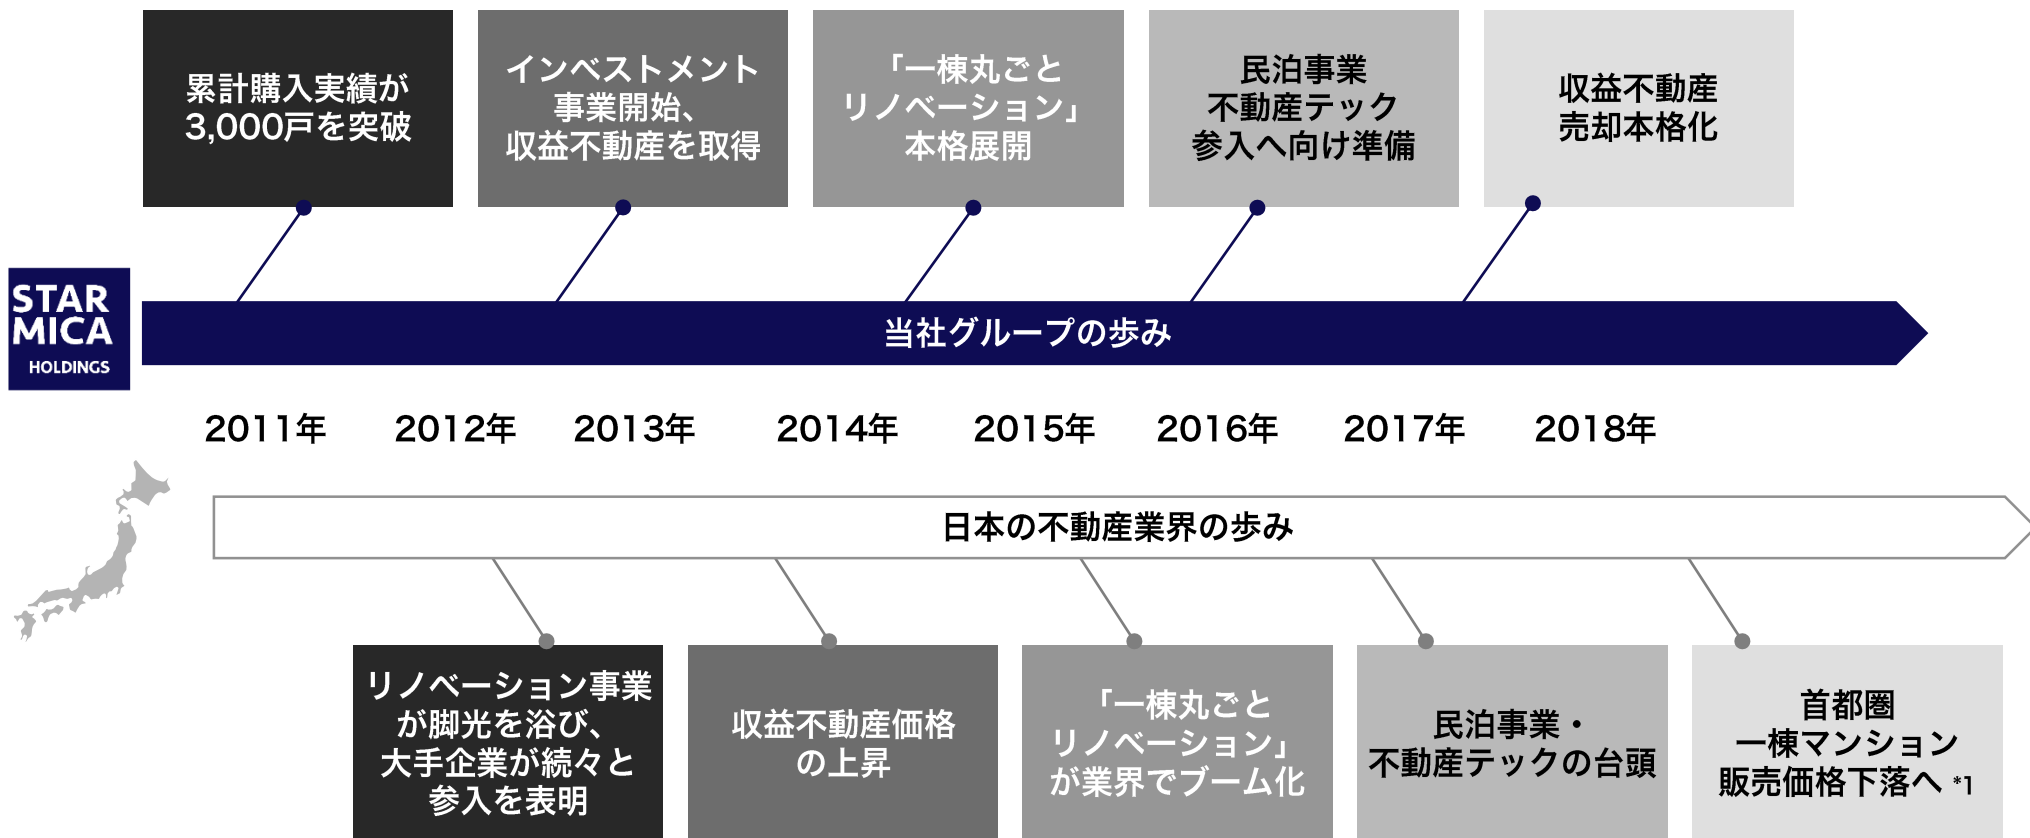 累計購入実績が
3,000戸を突破
インベストメント
事業開始、
収益不動産を取得
「一棟丸ごと
リノベーション」
本格展開
民泊事業
不動産テック
参入へ向け準備
収益不動産
売却本格化
STAR
MICA
HOLDINGS
当社グループの歩み
2011年 2012年 2013年 2014年 2015年 2016年 2017年 2018年
日本の不動産業界の歩み
リノベーション事業
が脚光を浴び、
大手企業が続々と
参入を表明
収益不動産価格
の上昇
「一棟丸ごと
リノベーション」
が業界でブーム化
民泊事業・
不動産テックの台頭
首都圏
一棟マンション
販売価格下落へ *1